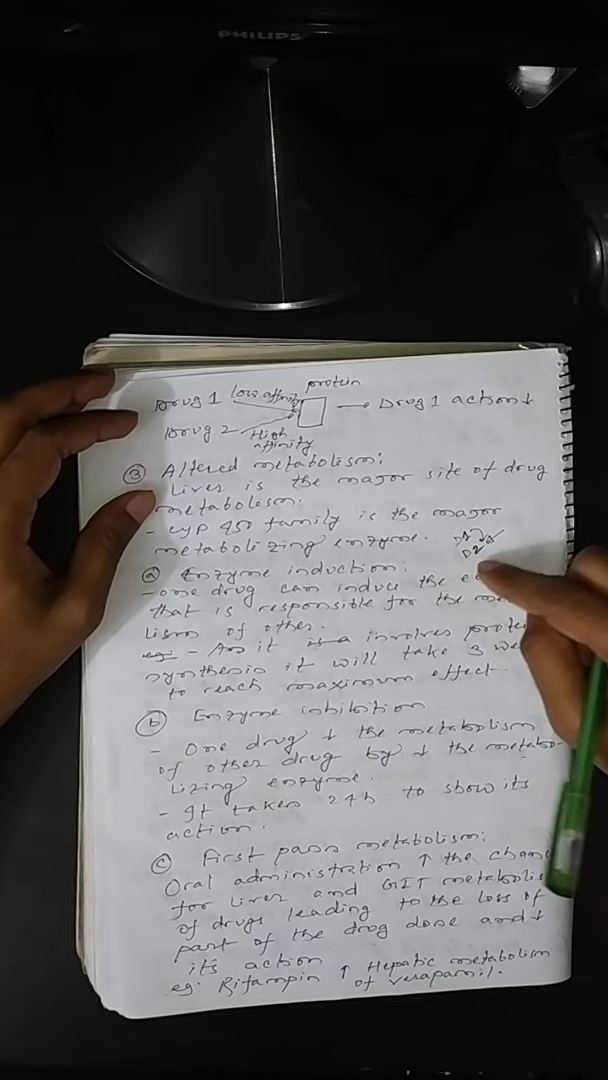 PHILIPS
Drug 1 low affinity protein
→ Drug 1 action ↓
Drug 2 High
affinity
③ Altered metabolism:
Liver is the major site of drug
metabolism.
- CYP 450 family is the major
metabolizing enzyme.
ⓐ Enzyme induction:
- one drug can induce the
that is responsible for the
lism of other.
- As it involves
synthesis it will take 3
to reach maximum effect.
ⓑ Enzyme inhibition
- One drug ↓ the metabolism
of other drug by ↓ the metabo-
lizing enzyme.
- It takes 24h to show its
action.
ⓒ First pass metabolism:
Oral administration ↑ the
for liver and GIT
of drugs leading to the loss of
part of the drug dose and ↓
its action
eg: Rifampin ↑ Hepatic metabolism
of verapamil.